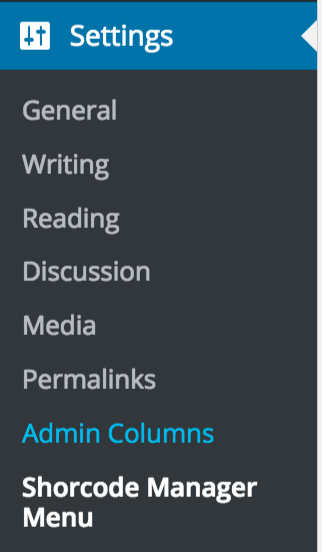 Settings
General
Writing
Reading
Discussion
Media
Permalinks
Admin Columns
Shorcode Manager
Menu